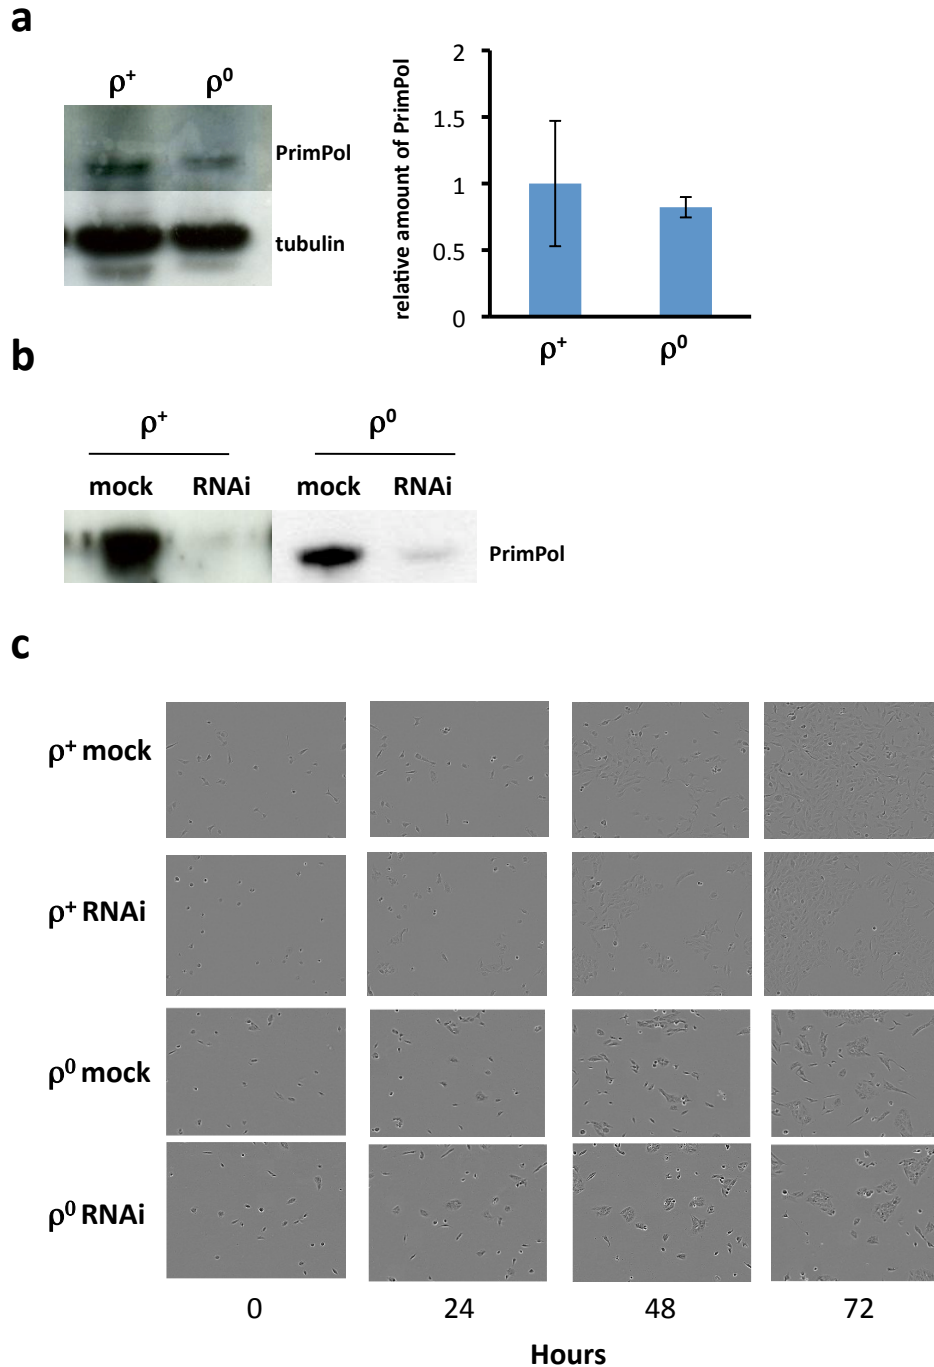 a
ρ⁺ ρ⁰
PrimPol
tubulin
relative amount of PrimPol
2
1.5
1
0.5
0
ρ⁺ ρ⁰
b
ρ⁺ ρ⁰
mock RNAi mock RNAi
PrimPol
c
ρ⁺ mock
ρ⁺ RNAi
ρ⁰ mock
ρ⁰ RNAi
0 24 48 72
Hours